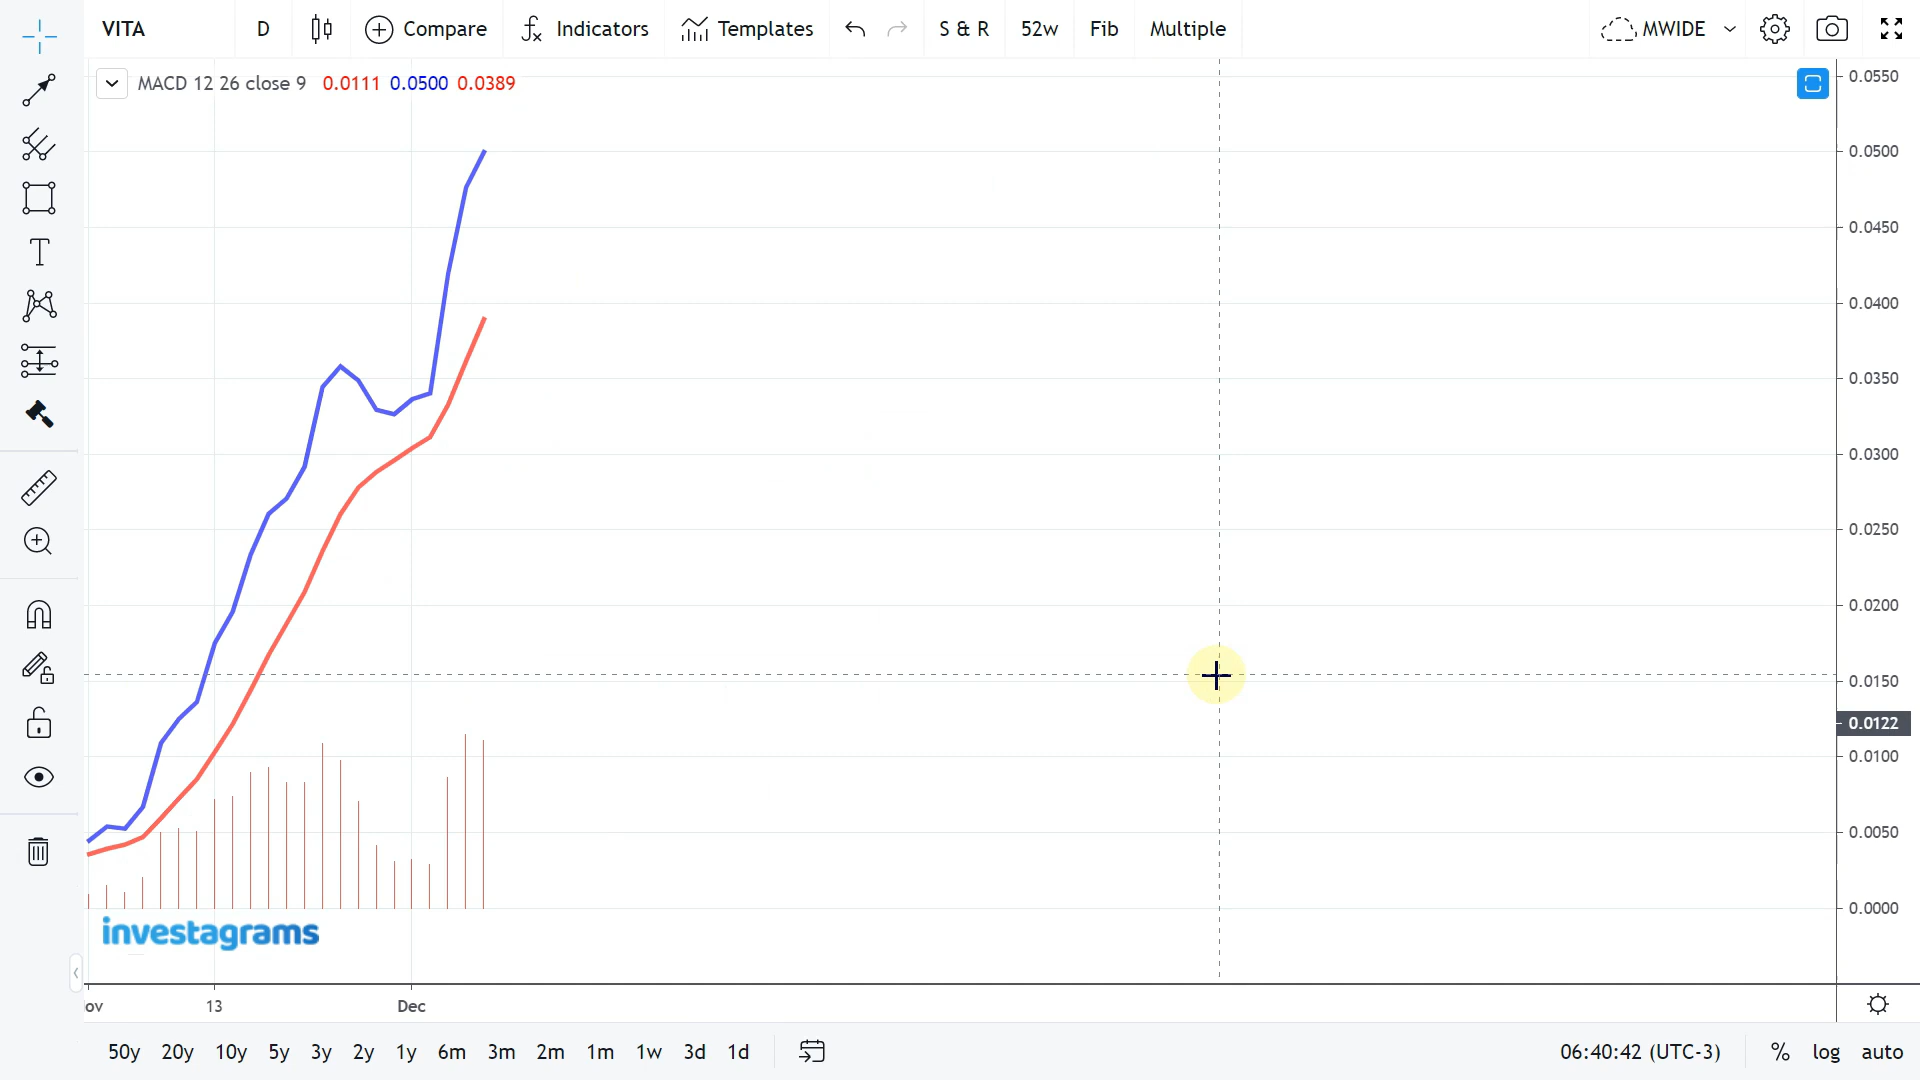 VITA D Compare Indicators Templates S & R 52w Fib Multiple MWIDE
MACD 12 26 close 9 0.0111 0.0500 0.0389
0.0550
0.0500
0.0450
0.0400
0.0350
0.0300
0.0250
0.0200
0.0150
0.0122
0.0100
0.0050
0.0000
investagrams
ov 13 Dec
50y 20y 10y 5y 3y 2y 1y 6m 3m 2m 1m 1w 3d 1d 06:40:42 (UTC-3) % log auto